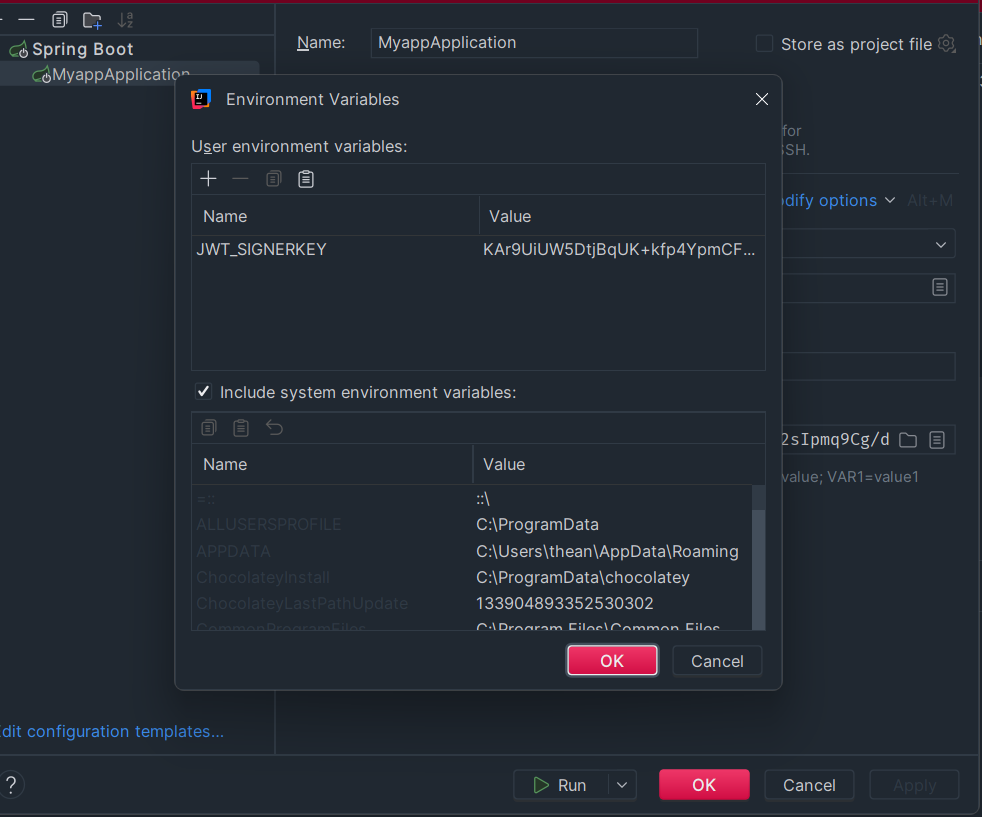 Spring Boot
MyappApplication
Name:
MyappApplication
Store as project file
for
SSH.
dify options
Alt+M
2sIpmq9Cg/d
value; VAR1=value1
Environment Variables
User environment variables:
Name
Value
JWT_SIGNERKEY
KAr9UiUW5DtjBqUK+kfp4YpmCF...
Include system environment variables:
Name
Value
=::
::\
ALLUSERSPROFILE
C:\ProgramData
APPDATA
C:\Users\thean\AppData\Roaming
ChocolateyInstall
C:\ProgramData\chocolatey
ChocolateyLastPathUpdate
133904893352530302
CommonProgramFiles
C:\Program Files\Common Files
OK
Cancel
dit configuration templates...
?
Run
OK
Cancel
Apply